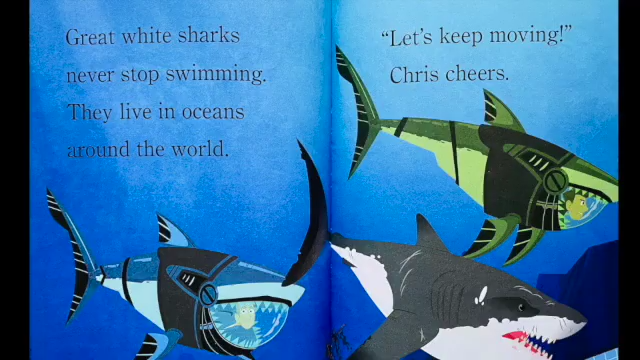 Great white sharks
never stop swimming.
They live in oceans
around the world.
“Let’s keep moving!”
Chris cheers.